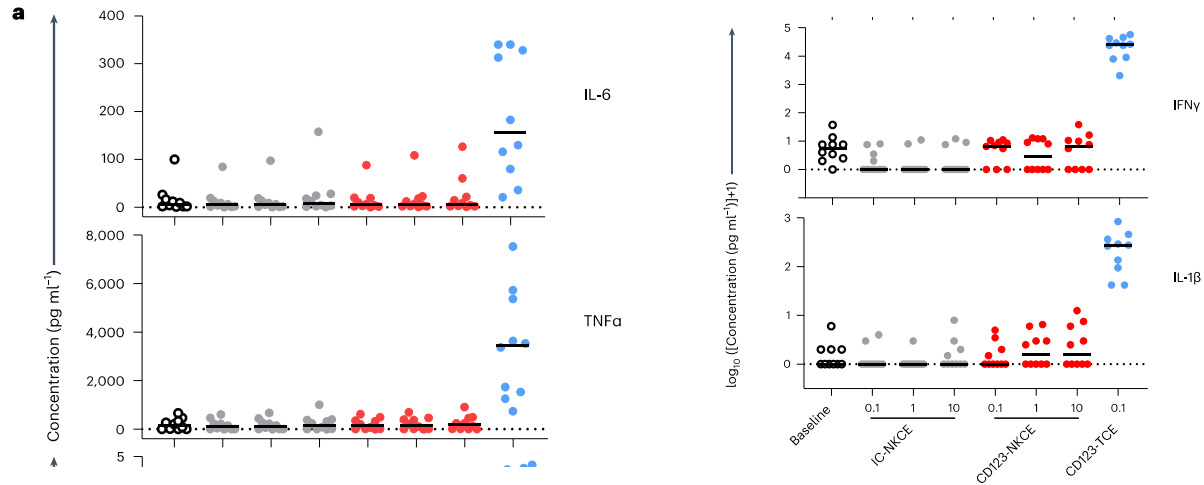 a
Concentration (pg ml⁻¹)
400
300
200
100
0
IL-6
8,000
6,000
4,000
2,000
0
TNFα
5
log₁₀ ([Concentration (pg ml⁻¹)]+1)
5
4
3
2
1
0
IFNγ
3
2
1
0
IL-1β
0.1 1 10 0.1 1 10 0.1
Baseline
IC-NKCE
CD123-NKCE
CD123-TCE